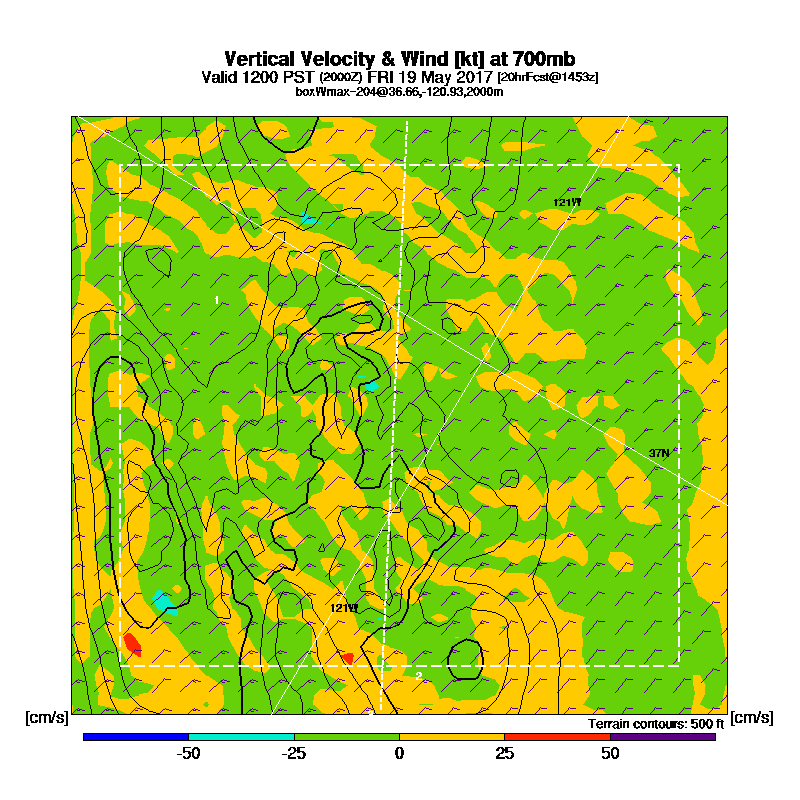 Vertical Velocity & Wind [kt] at 700mb
Valid 1200 PST (2000Z) FRI 19 May 2017 [20hrFcst@1453z]
boxWmax~204@36.66,-120.93,2000m
121W
1
37N
121W
2
[cm/s]
Terrain contours: 500 ft
[cm/s]
-50 -25 0 25 50